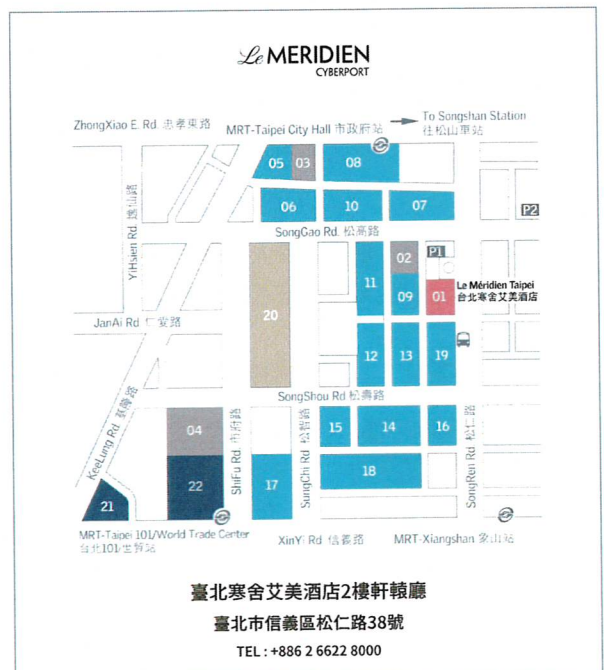 Le MERIDIEN
CYBERPORT
To Songshan Station
往松山車站
ZhongXiao E. Rd 忠孝東路
MRT-Taipei City Hall 市政府站
05
03
08
06
10
07
P2
SongGao Rd. 松高路
YiHsien Rd. 逸仙路
02
P1
11
09
01
Le Méridien Taipei
台北寒舍艾美酒店
20
JanAi Rd 仁愛路
12
13
19
SongShou Rd 松壽路
KeeLung Rd. 基隆路
04
ShiFu Rd. 市府路
SungChi Rd. 松智路
15
14
16
SongRen Rd. 松仁路
22
17
18
21
MRT-Taipei 101/World Trade Center
台北101/世貿站
XinYi Rd 信義路
MRT-Xiangshan 象山站
臺北寒舍艾美酒店2樓軒轅廳
臺北市信義區松仁路38號
TEL : +886 2 6622 8000